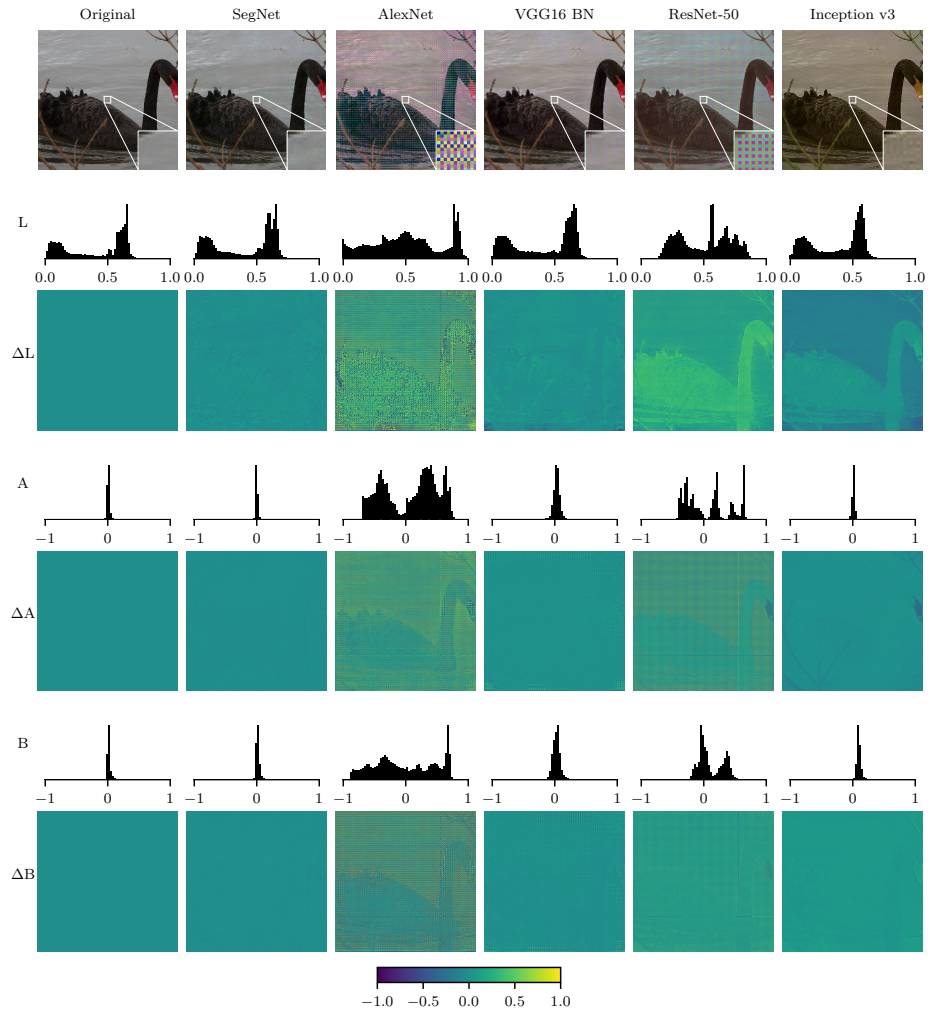 Original SegNet AlexNet VGG16 BN ResNet-50 Inception v3
L
0.0 0.5 1.0 0.0 0.5 1.0 0.0 0.5 1.0 0.0 0.5 1.0 0.0 0.5 1.0 0.0 0.5 1.0
ΔL
A
−1 0 1 −1 0 1 −1 0 1 −1 0 1 −1 0 1 −1 0 1
ΔA
B
−1 0 1 −1 0 1 −1 0 1 −1 0 1 −1 0 1 −1 0 1
ΔB
−1.0 −0.5 0.0 0.5 1.0